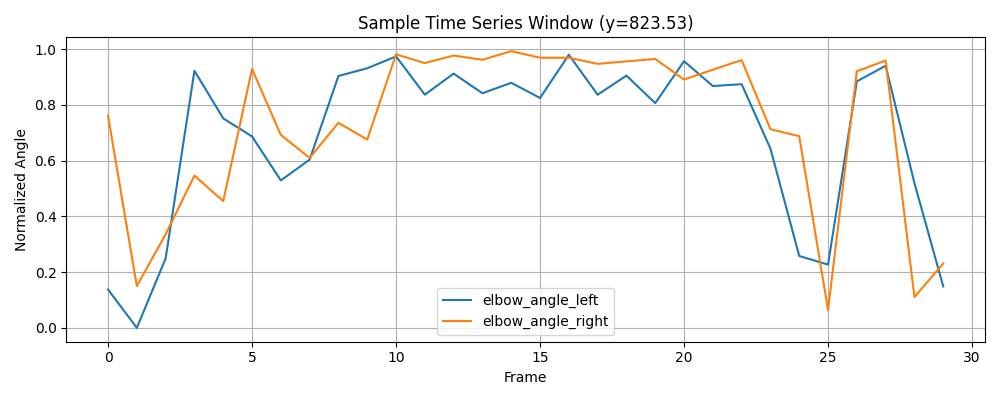 Sample Time Series Window (y=823.53)
Normalized Angle
1.0
0.8
0.6
0.4
0.2
0.0
elbow_angle_left
elbow_angle_right
0 5 10 15 20 25 30
Frame